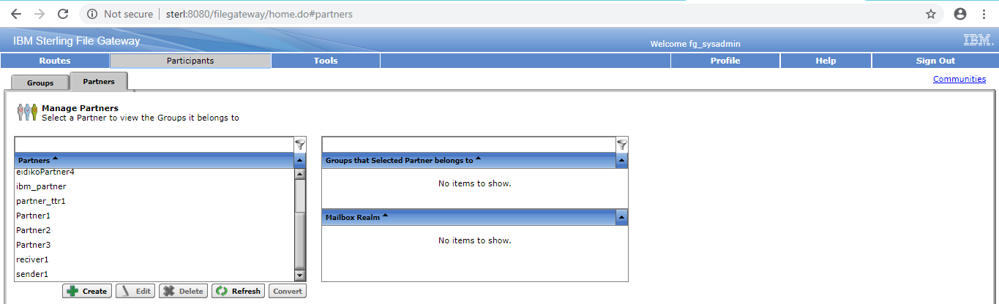 Not secure | sterl:8080/filegateway/home.do#partners
IBM Sterling File Gateway
Welcome fg_sysadmin
IBM.
Routes Participants Tools Profile Help Sign Out
Groups Partners
Communities
Manage Partners
Select a Partner to view the Groups it belongs to
Partners
eidikoPartner4
ibm_partner
partner_ttr1
Partner1
Partner2
Partner3
reciver1
sender1
Groups that Selected Partner belongs to
No items to show.
Mailbox Realm
No items to show.
Create Edit Delete Refresh Convert